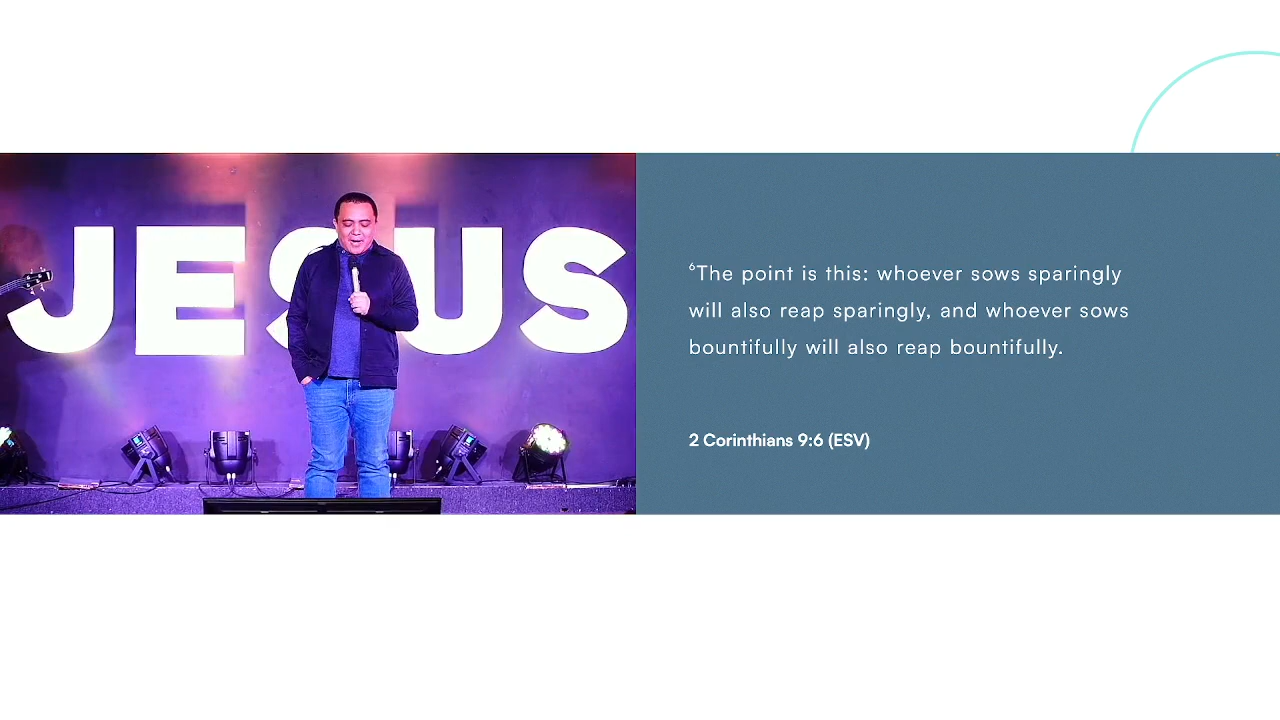 JESUS
⁶The point is this: whoever sows sparingly
will also reap sparingly, and whoever sows
bountifully will also reap bountifully.
2 Corinthians 9:6 (ESV)